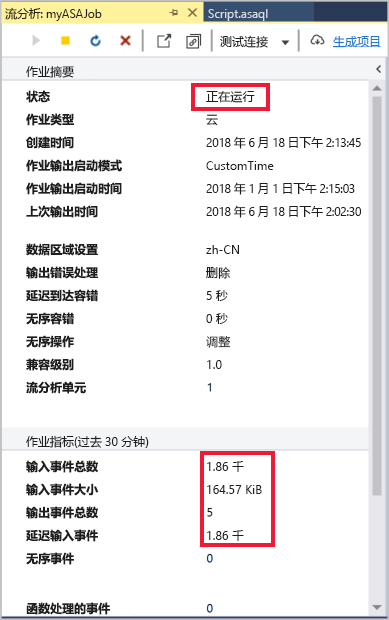 流分析: myASAJob
Script.asaql
测试连接 生成项目
作业摘要
状态 正在运行
作业类型 云
创建时间 2018 年 6 月 18 日下午 2:13:45
作业输出启动模式 CustomTime
作业输出启动时间 2018 年 1 月 1 日下午 2:15:03
上次输出时间 2018 年 6 月 18 日下午 2:02:30
数据区域设置 zh-CN
输出错误处理 删除
延迟到达容错 5 秒
无序容错 0 秒
无序操作 调整
兼容级别 1.0
流分析单元 1
作业指标(过去 30 分钟)
输入事件总数 1.86 千
输入事件大小 164.57 KiB
输出事件总数 5
延迟输入事件 1.86 千
无序事件 0
函数处理的事件 0